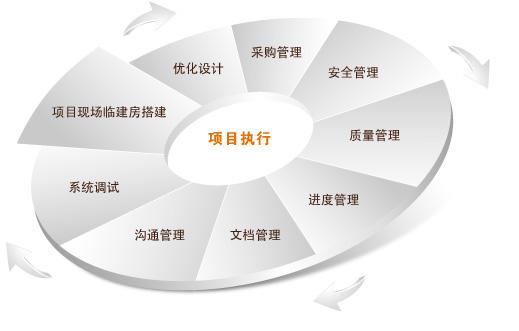 采购管理
优化设计
安全管理
项目现场临建房搭建
项目执行
质量管理
系统调试
进度管理
沟通管理
文档管理